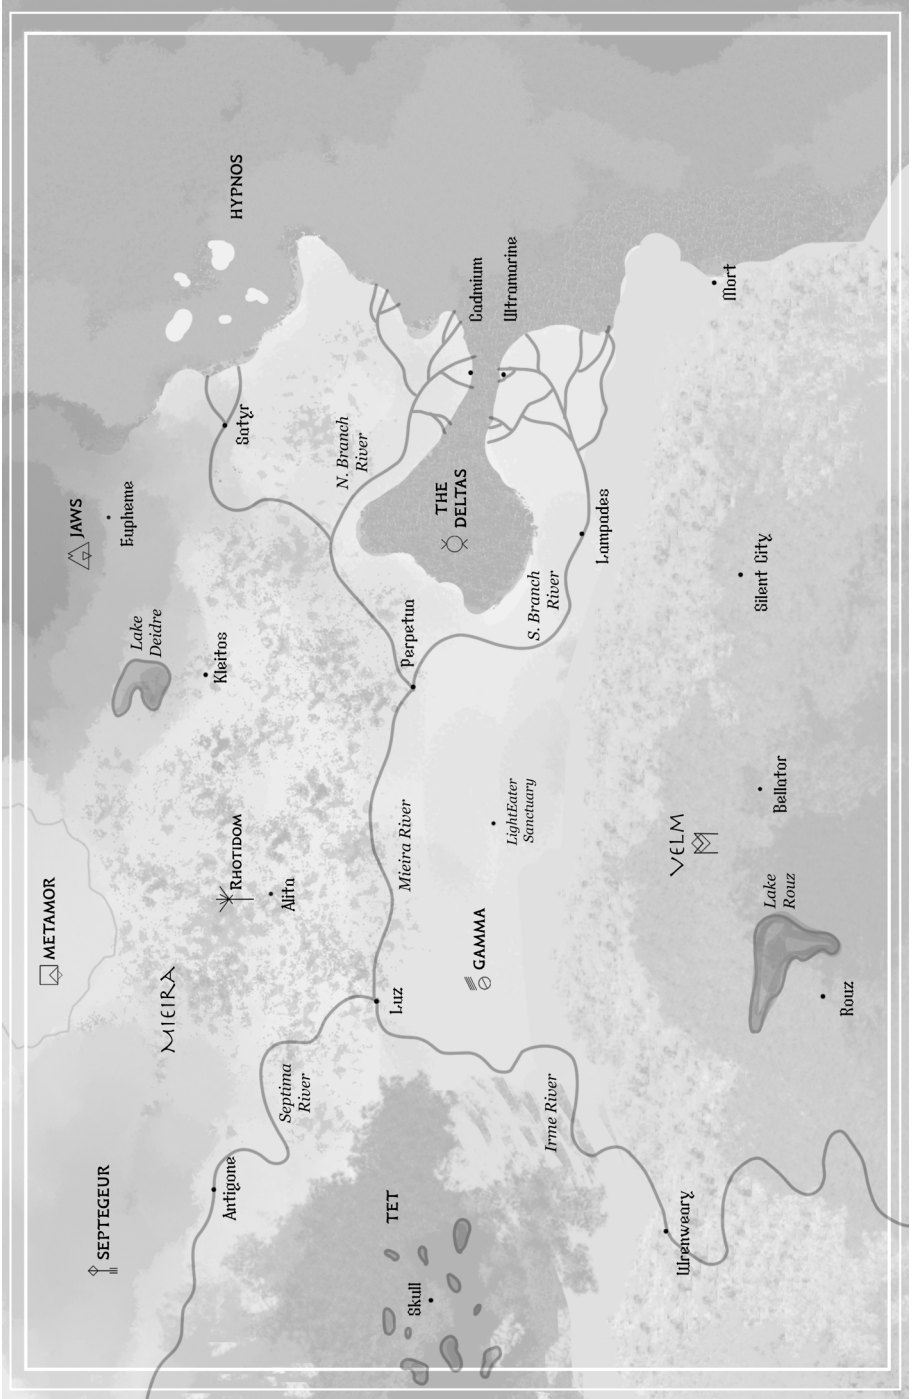 METAMOR
SEPTEGEUR
MIEIRA
RHOTIDOM
Alita
Antigone
Septima
River
JAWS
Eupheme
Lake
Deidre
Kleitos
HYPNOS
Satyr
N. Branch
River
TET
Skull
Luz
Mieira River
Perpetua
THE
DELTAS
Cadmium
Ultramarine
GAMMA
LightEater
Sanctuary
Irme River
S. Branch
River
Lampades
Wrenweary
VELM
Bellator
Silent City
Mort
Lake
Rouz
Rouz